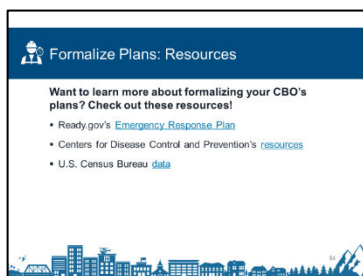 Formalize Plans: Resources
Want to learn more about formalizing your CBO's
plans? Check out these resources!
▪ Ready.gov's Emergency Response Plan
▪ Centers for Disease Control and Prevention's resources
▪ U.S. Census Bureau data
94